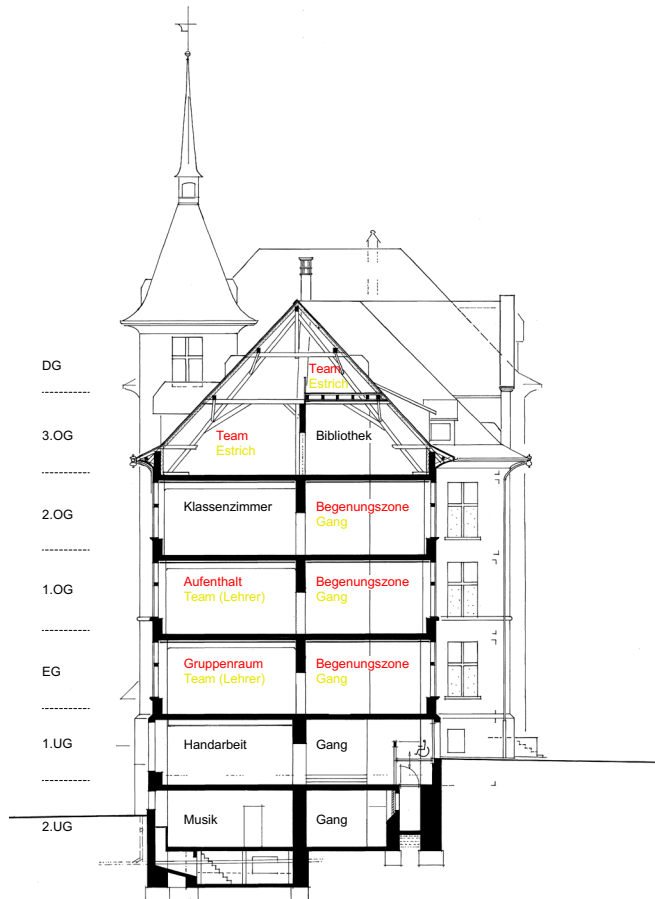 DG
Team
Estrich
3.OG
Team
Estrich
Bibliothek
2.OG
Klassenzimmer
Begenungszone
Gang
1.OG
Aufenthalt
Team (Lehrer)
Begenungszone
Gang
EG
Gruppenraum
Team (Lehrer)
Begenungszone
Gang
1.UG
Handarbeit
Gang
2.UG
Musik
Gang